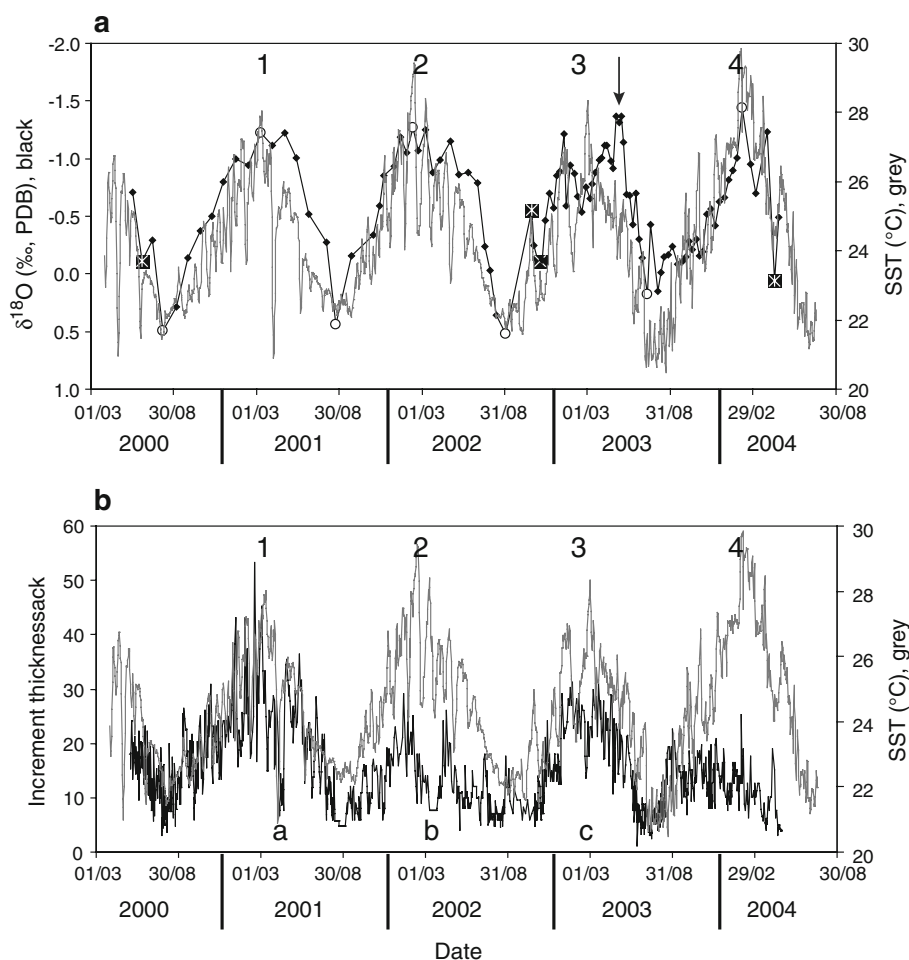 a
-2.0
-1.5
-1.0
-0.5
0.0
0.5
1.0
δ18O (‰, PDB), black
1
2
3
4
30
28
26
24
22
20
SST (°C), grey
01/03 30/08 01/03 30/08 01/03 31/08 01/03 31/08 29/02 30/08
2000 2001 2002 2003 2004
b
60
50
40
30
20
10
0
Increment thicknessack
1
2
3
4
a
b
c
30
28
26
24
22
20
SST (°C), grey
01/03 30/08 01/03 30/08 01/03 31/08 01/03 31/08 29/02 30/08
2000 2001 2002 2003 2004
Date